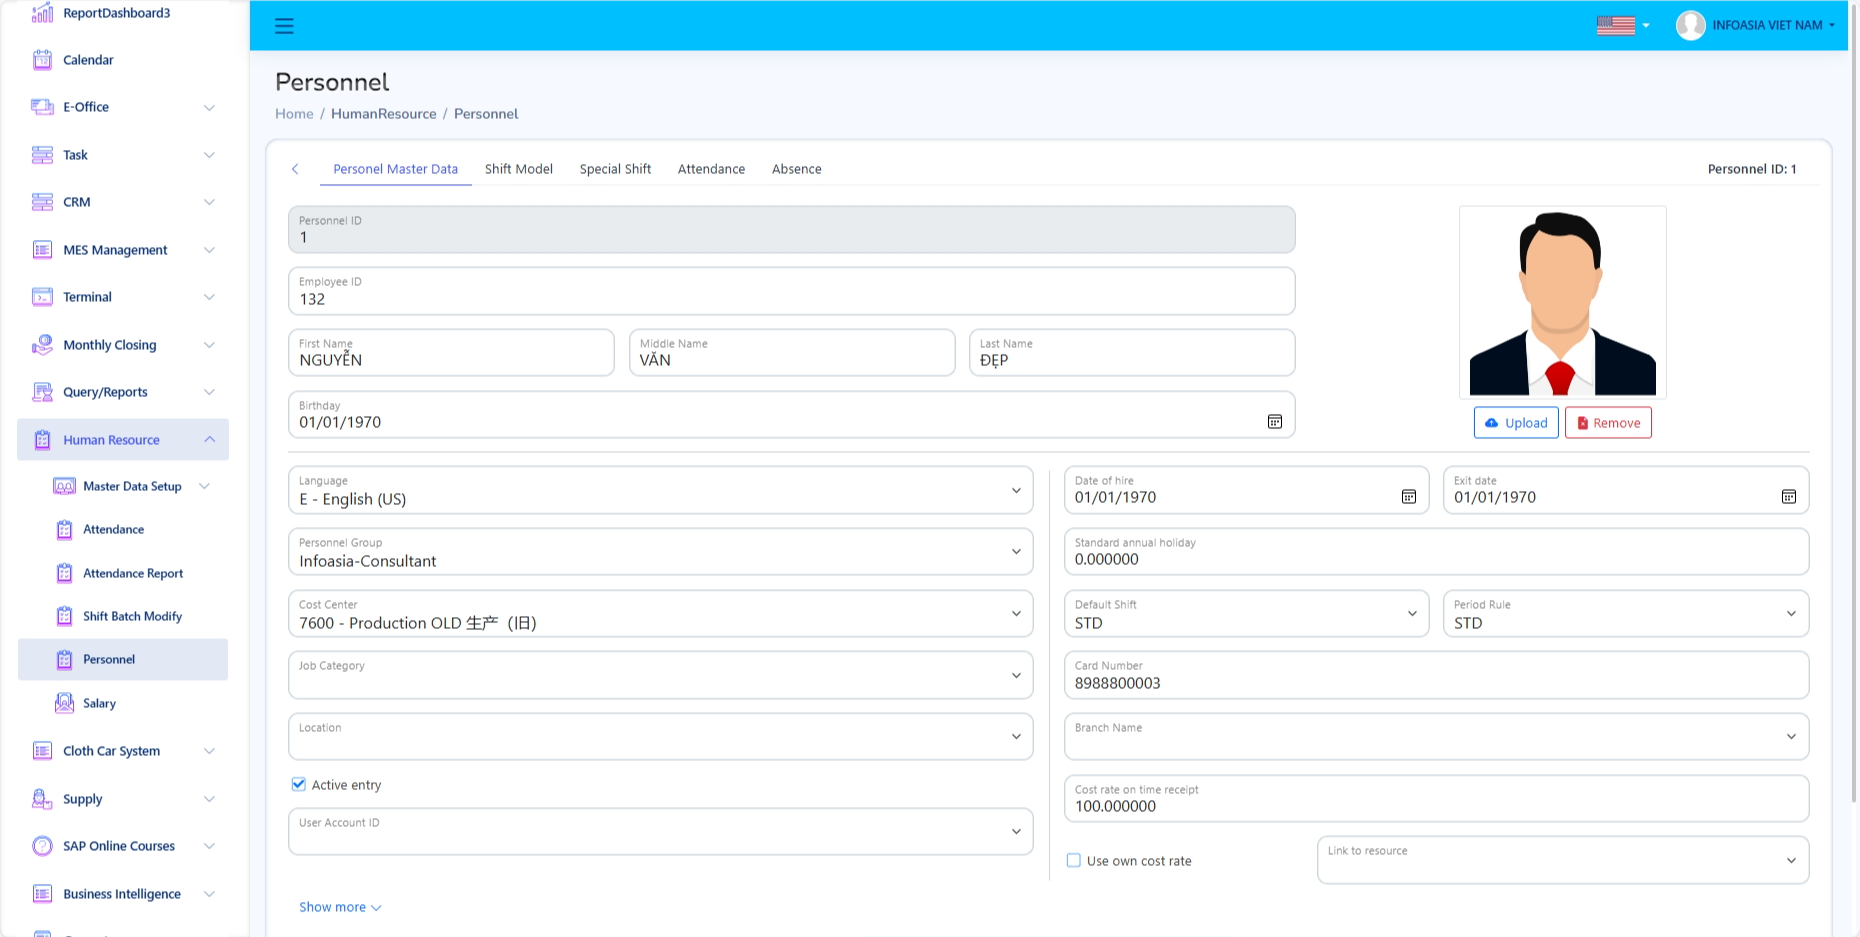 ReportDashboard3
Calendar
E-Office
Task
CRM
MES Management
Terminal
Monthly Closing
Query/Reports
Human Resource
Master Data Setup
Attendance
Attendance Report
Shift Batch Modify
Personnel
Salary
Cloth Car System
Supply
SAP Online Courses
Business Intelligence
INFOASIA VIET NAM
Personnel
Home / HumanResource / Personnel
Personel Master Data Shift Model Special Shift Attendance Absence Personnel ID: 1
Personnel ID
1
Employee ID
132
First Name
NGUYỄN
Middle Name
VĂN
Last Name
ĐẸP
Birthday
01/01/1970
Upload Remove
Language
E - English (US)
Personnel Group
Infoasia-Consultant
Cost Center
7600 - Production OLD 生产（旧）
Job Category
Location
Active entry
User Account ID
Show more
Date of hire
01/01/1970
Exit date
01/01/1970
Standard annual holiday
0.000000
Default Shift
STD
Period Rule
STD
Card Number
8988800003
Branch Name
Cost rate on time receipt
100.000000
Use own cost rate
Link to resource